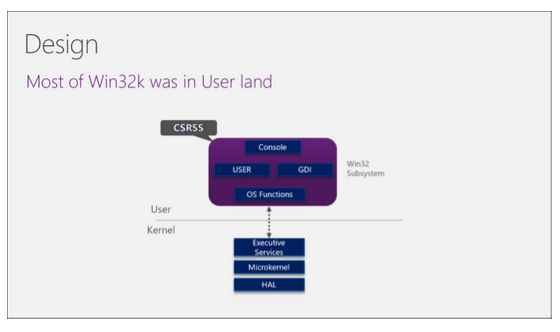 Design
Most of Win32k was in User land
CSRSS
Console
USER
GDI
OS Functions
Win32
Subsystem
User
Kernel
Executive
Services
Microkernel
HAL